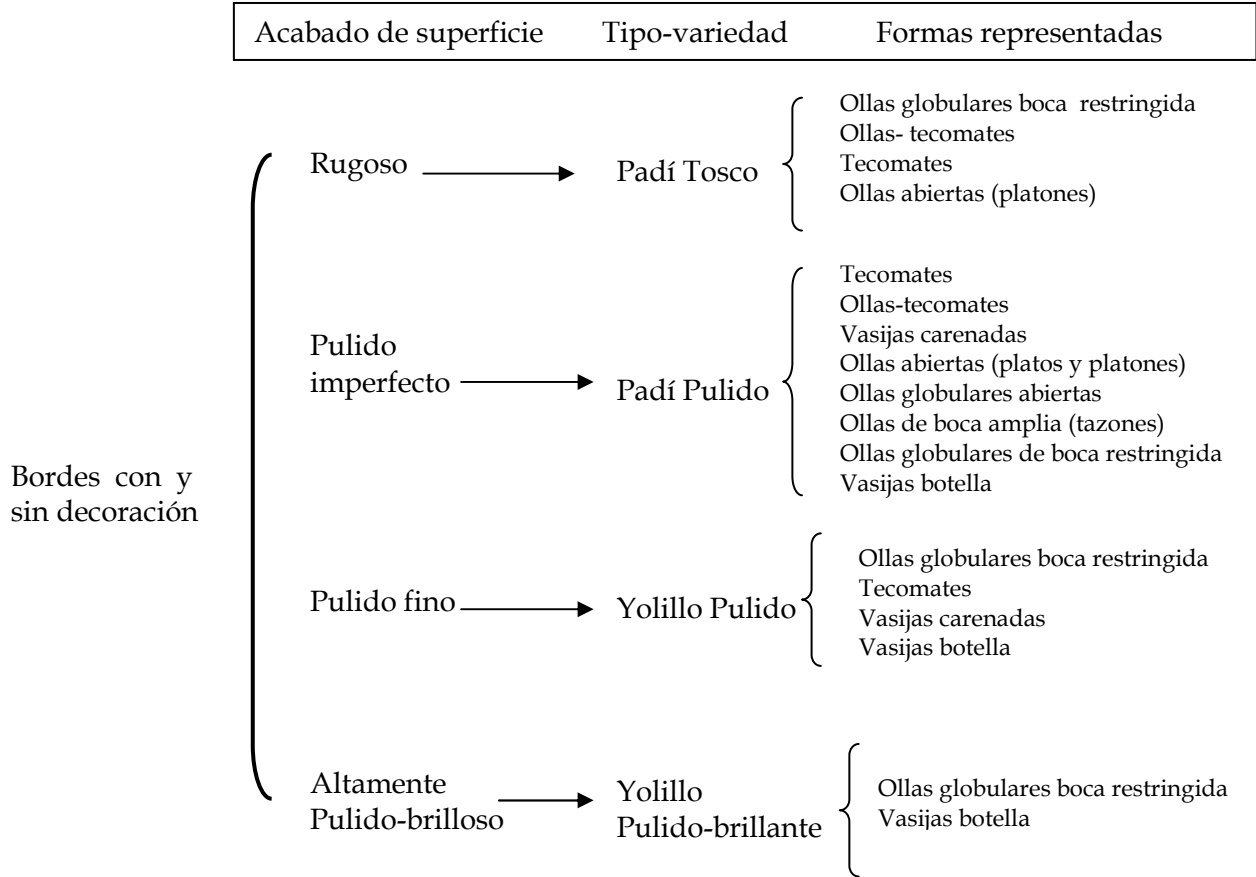 Acabado de superficie Tipo-variedad Formas representadas
Bordes con y
sin decoración
Rugoso
Padí Tosco
Ollas globulares boca restringida
Ollas- tecomates
Tecomates
Ollas abiertas (platones)
Pulido
imperfecto
Padí Pulido
Tecomates
Ollas-tecomates
Vasijas carenadas
Ollas abiertas (platos y platones)
Ollas globulares abiertas
Ollas de boca amplia (tazones)
Ollas globulares de boca restringida
Vasijas botella
Pulido fino
Yolillo Pulido
Ollas globulares boca restringida
Tecomates
Vasijas carenadas
Vasijas botella
Altamente
Pulido-brilloso
Yolillo
Pulido-brillante
Ollas globulares boca restringida
Vasijas botella